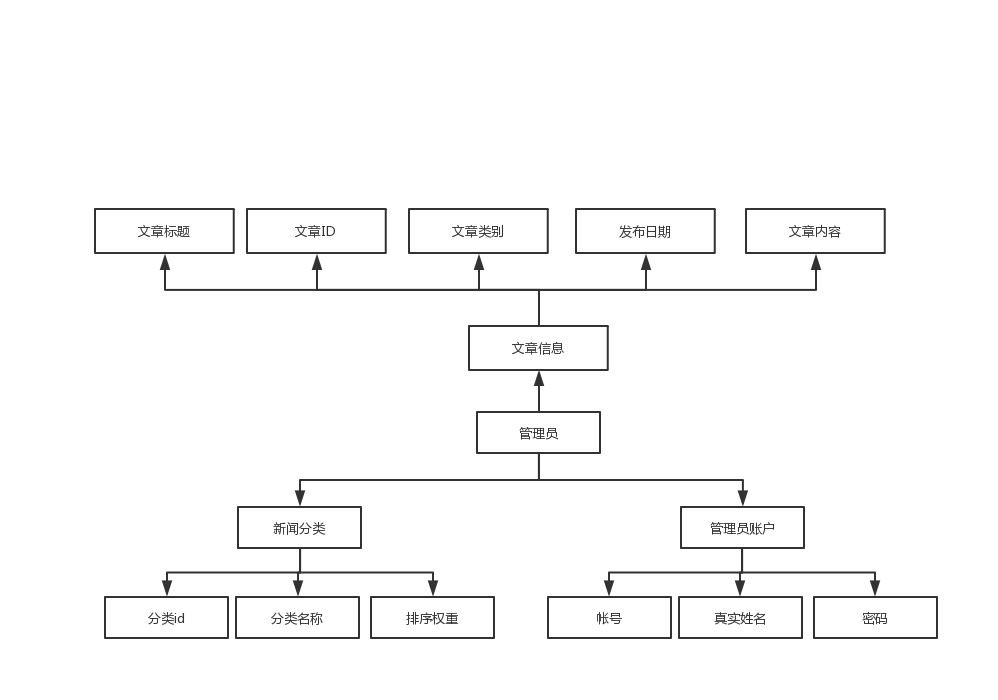 文章标题
文章ID
文章类别
发布日期
文章内容
文章信息
管理员
新闻分类
管理员账户
分类id
分类名称
排序权重
帐号
真实姓名
密码